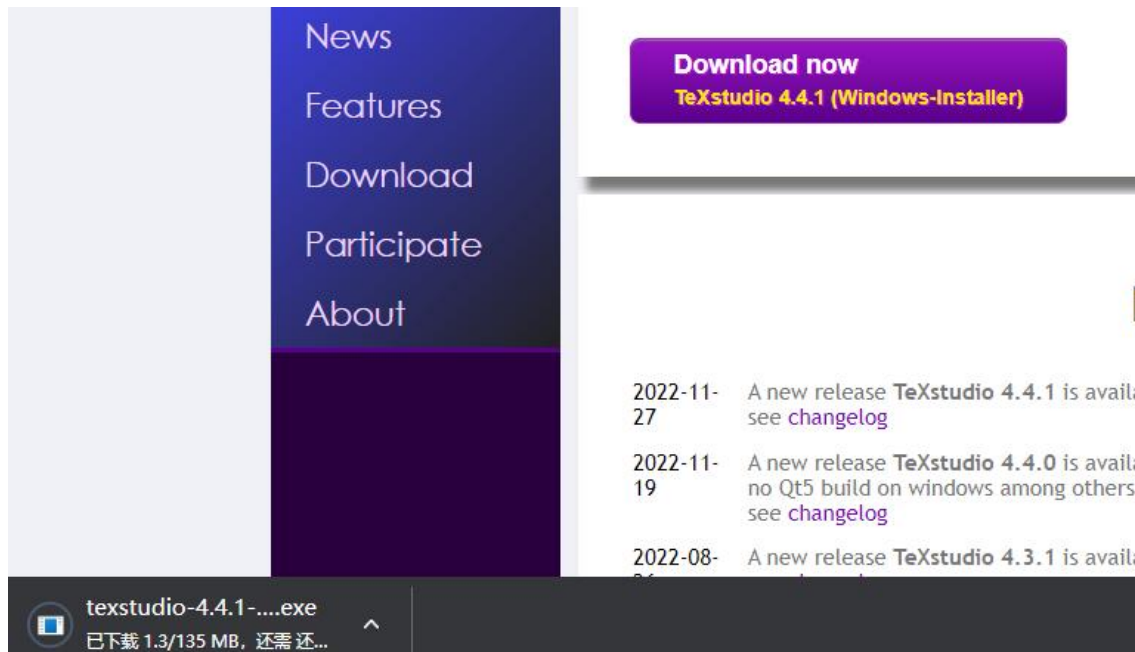 News
Features
Download
Participate
About
Download now
TeXstudio 4.4.1 (Windows-Installer)
2022-11-27 A new release TeXstudio 4.4.1 is
see changelog
2022-11-19 A new release TeXstudio 4.4.0 is
no Qt5 build on windows among others
see changelog
2022-08- A new release TeXstudio 4.3.1 is
texstudio-4.4.1-....exe
已下载 1.3/135 MB，还需 还...